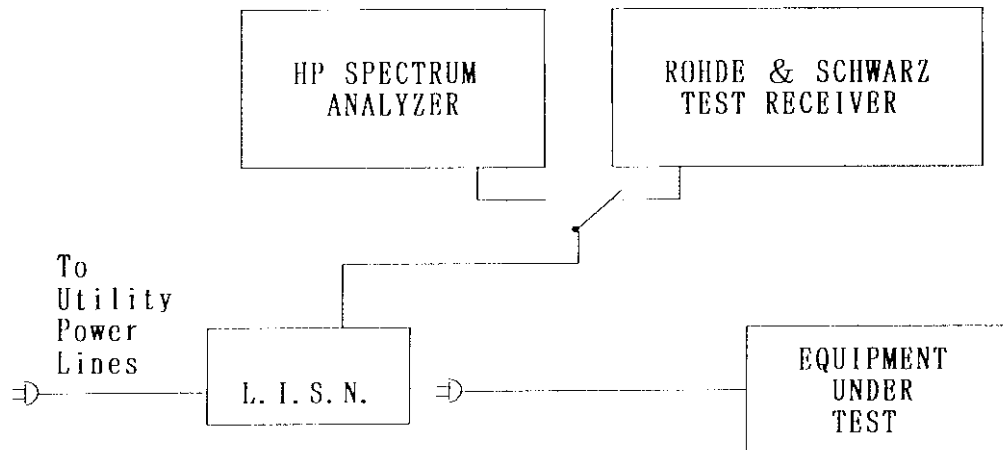 HP SPECTRUM
ANALYZER
ROHDE & SCHWARZ
TEST RECEIVER
To
Utility
Power
Lines
L. I. S. N.
EQUIPMENT
UNDER
TEST